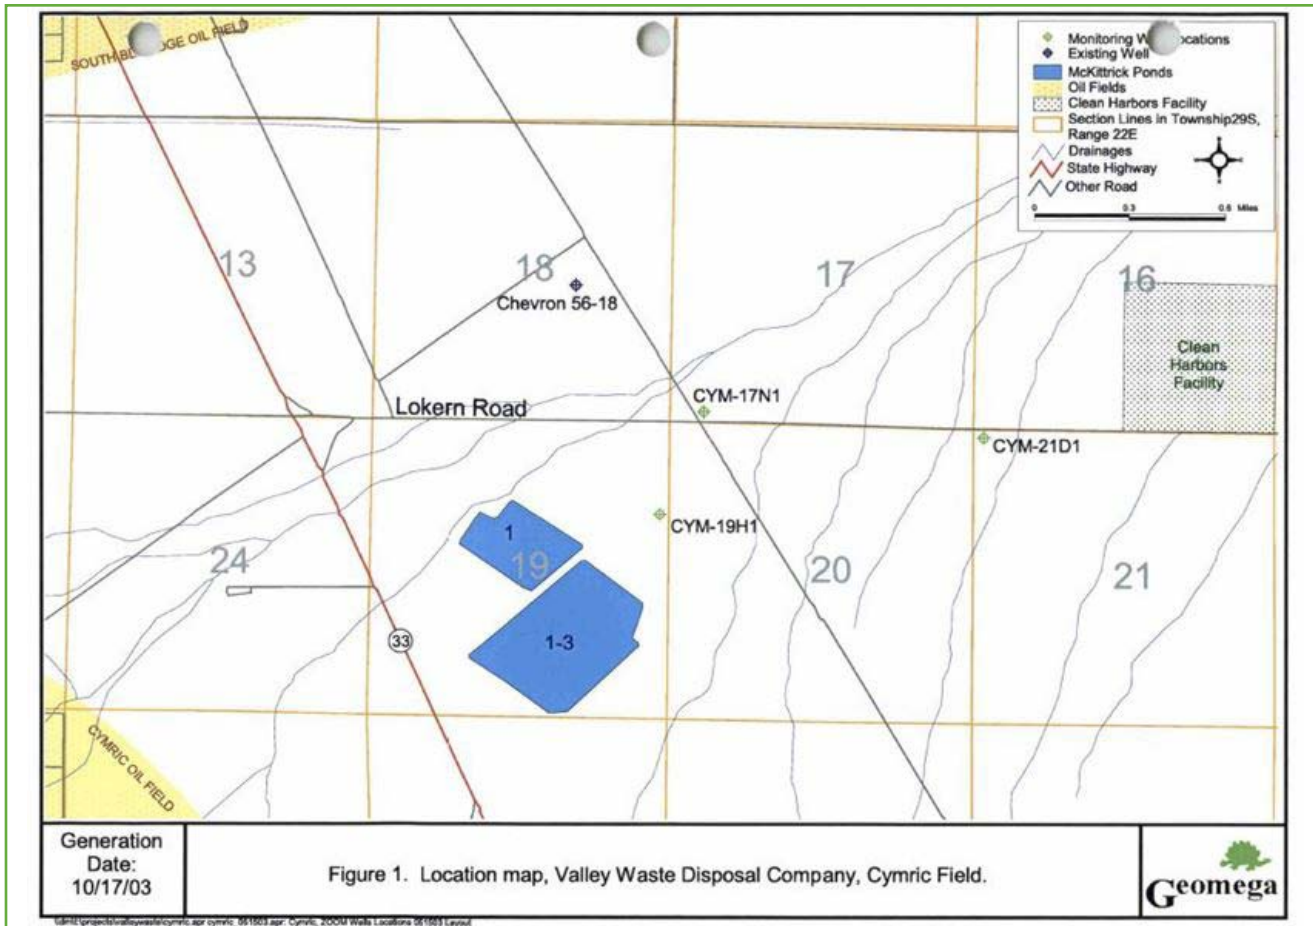 SOUTH BE GE OIL FIELD
Monitoring W ocations
Existing Well
McKittrick Ponds
Oil Fields
Clean Harbors Facility
Section Lines in Township29S,
Range 22E
Drainages
State Highway
Other Road
0 0.3 0.6 Miles
13
18
17
16
Chevron 56-18
Clean
Harbors
Facility
Lokern Road
CYM-17N1
CYM-21D1
CYM-19H1
1
19
24
20
21
1-3
33
CYMRIC OIL FIELD
Generation
Date:
10/17/03
Figure 1. Location map, Valley Waste Disposal Company, Cymric Field.
Geomega